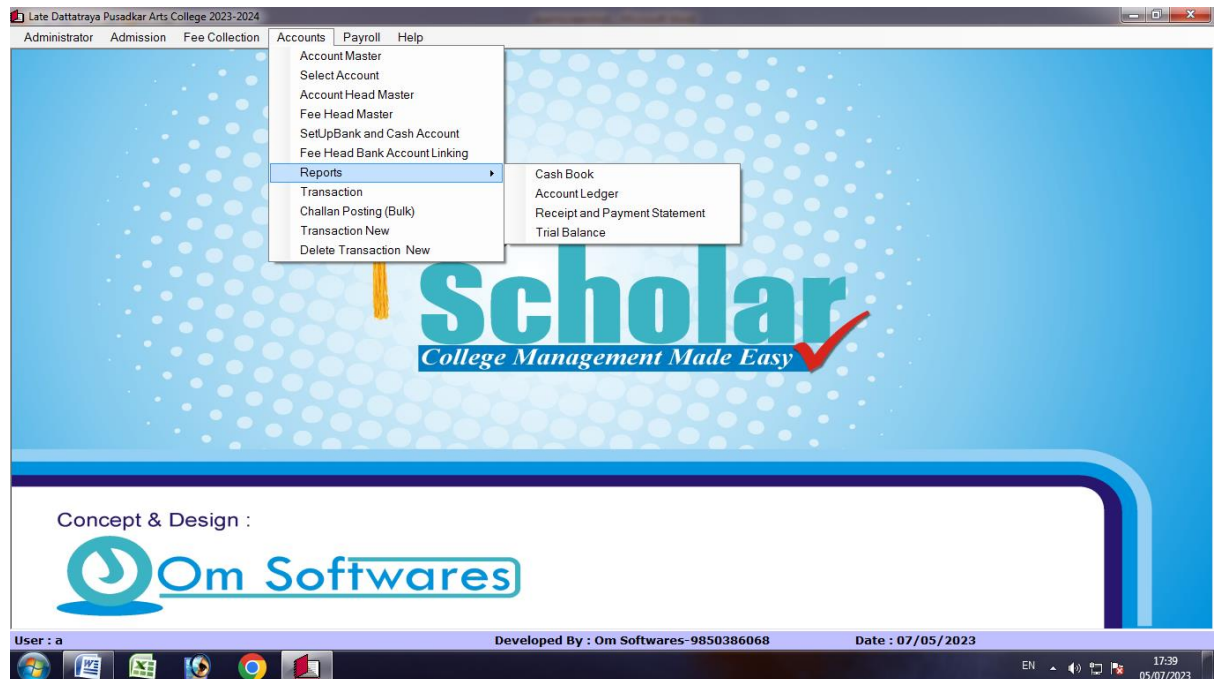 Late Dattatraya Pusadkar Arts College 2023-2024
Administrator Admission Fee Collection Accounts Payroll Help
Account Master
Select Account
Account Head Master
Fee Head Master
SetUpBank and Cash Account
Fee Head Bank Account Linking
Reports
Transaction
Challan Posting (Bulk)
Transaction New
Delete Transaction New
Cash Book
Account Ledger
Receipt and Payment Statement
Trial Balance
Scholar
College Management Made Easy
Concept & Design :
Om Softwares
User : a Developed By : Om Softwares-9850386068 Date : 07/05/2023
EN 17:39
05/07/2023